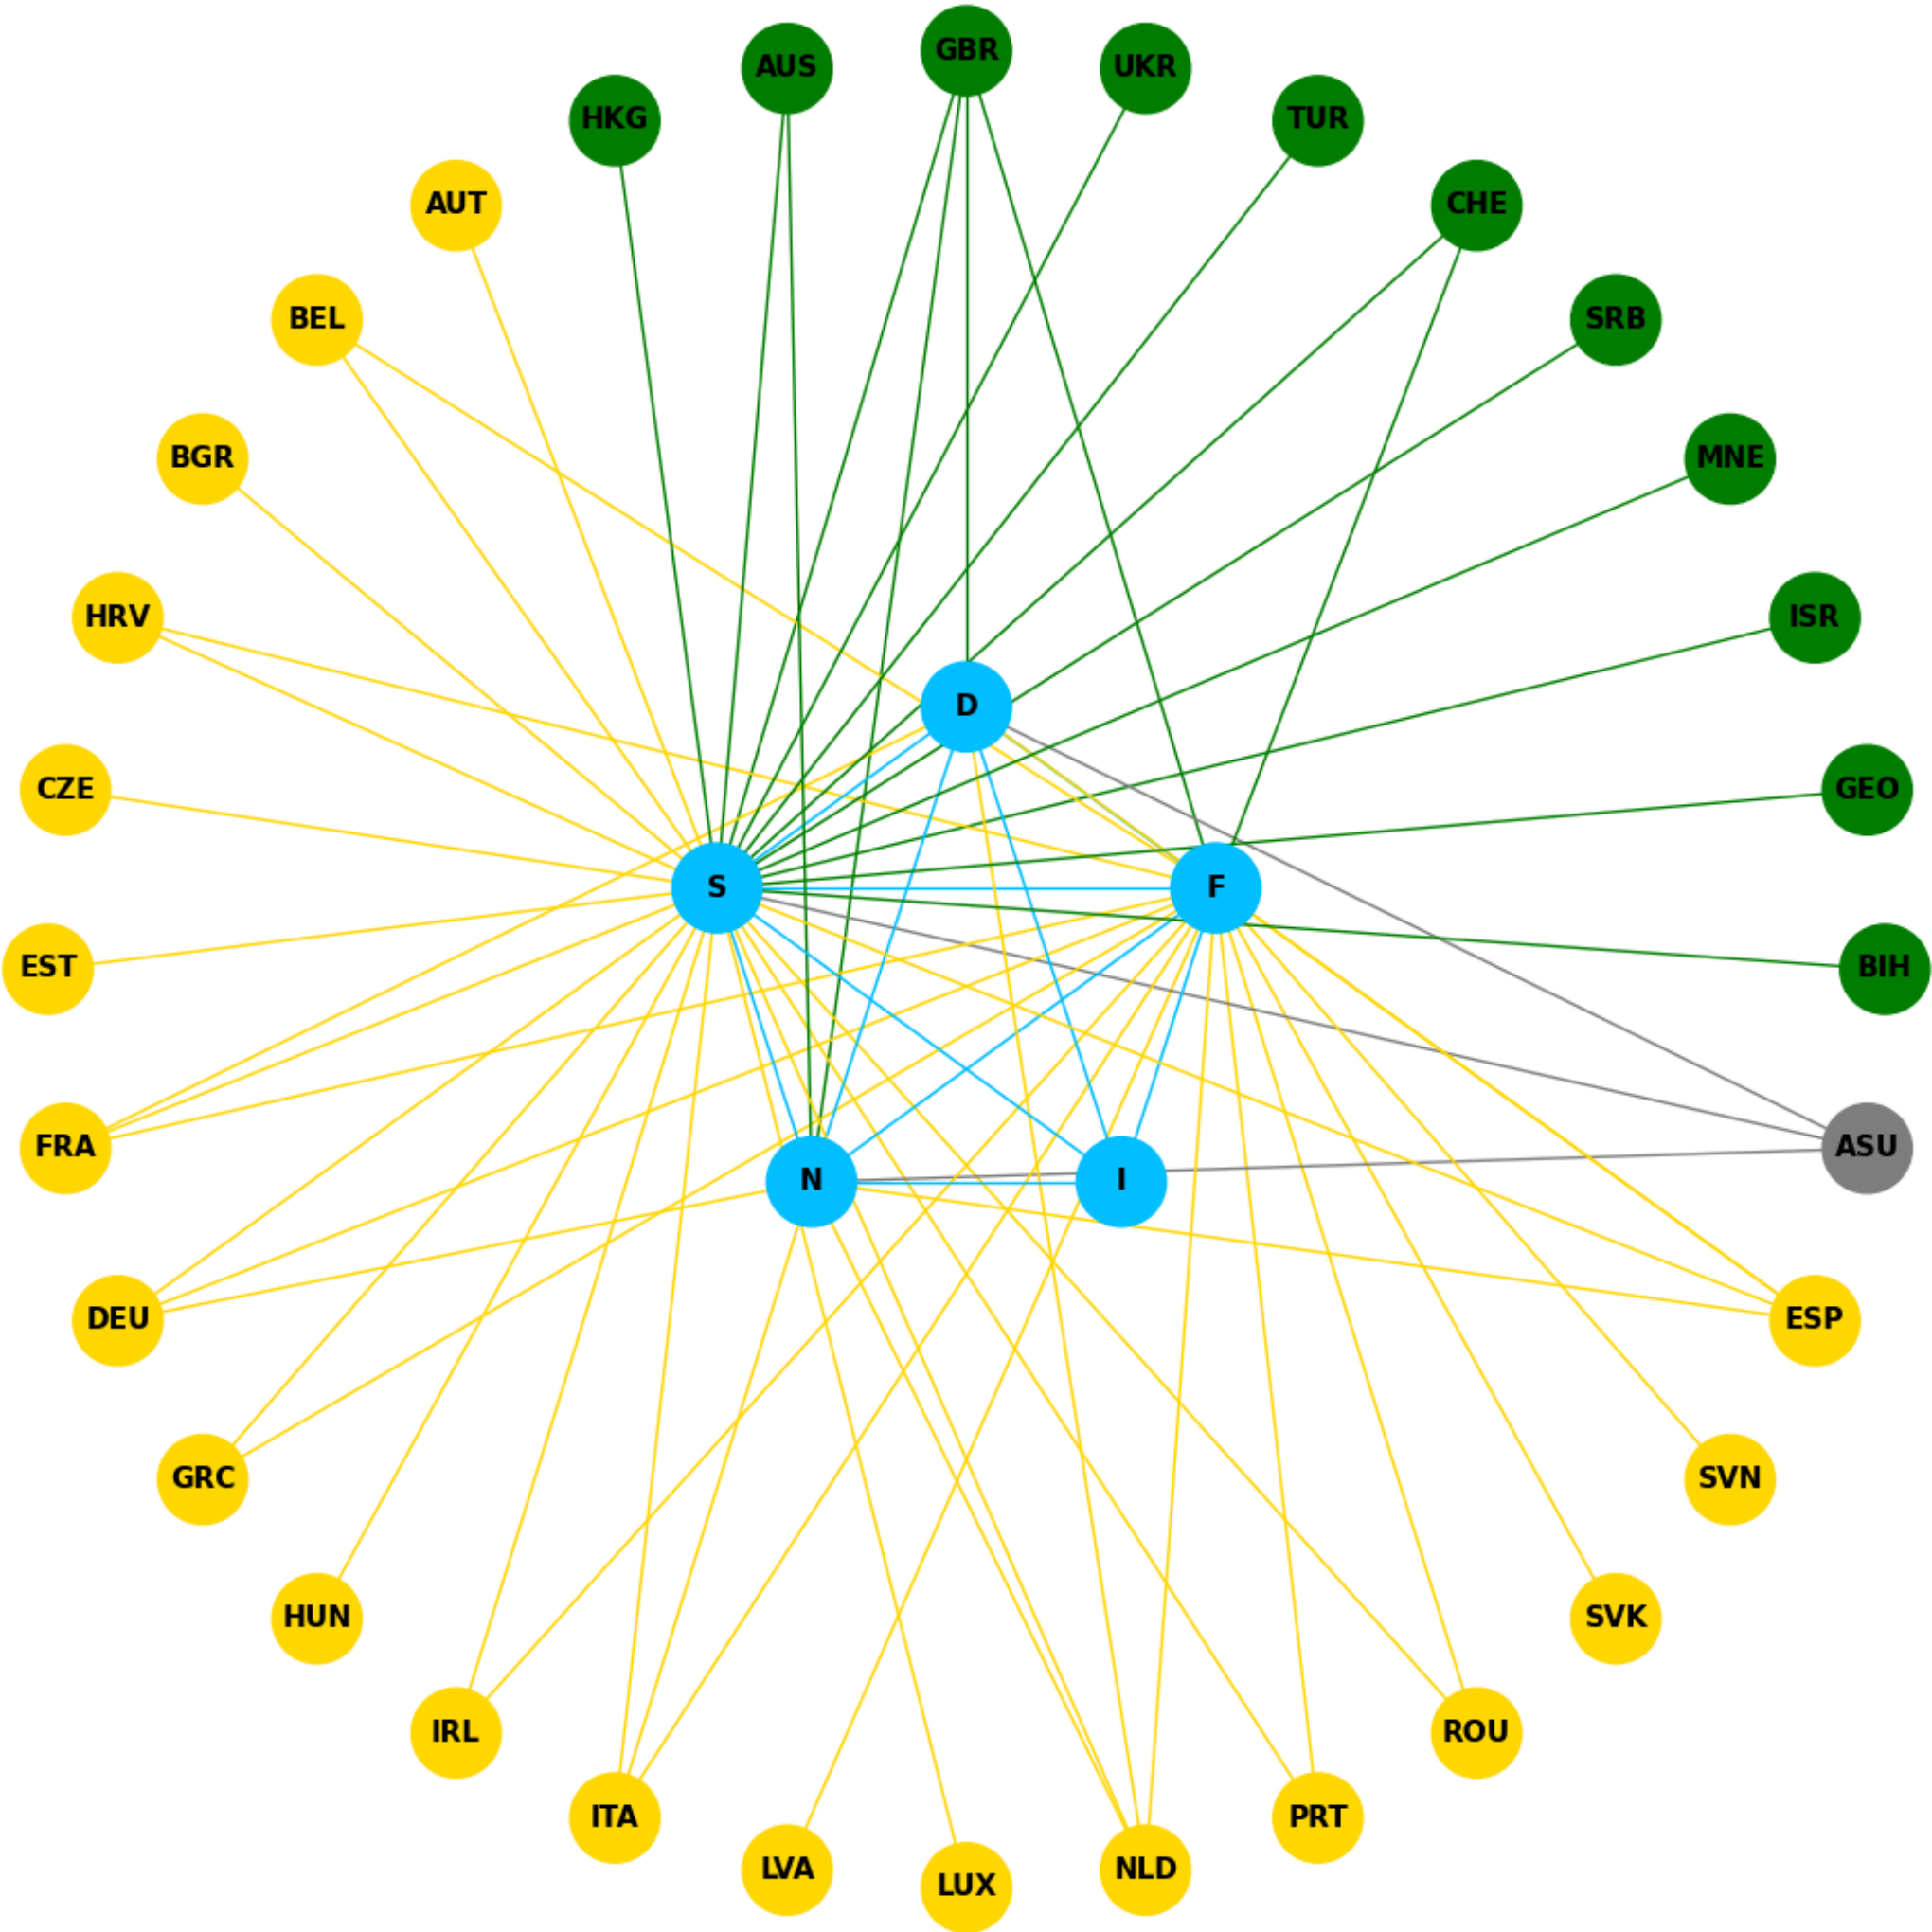 GBR
AUS
UKR
HKG
TUR
AUT
CHE
BEL
SRB
BGR
MNE
HRV
ISR
D
CZE
GEO
S
F
EST
BIH
FRA
ASU
N
I
DEU
ESP
GRC
SVN
HUN
SVK
IRL
ROU
ITA
PRT
LVA
NLD
LUX